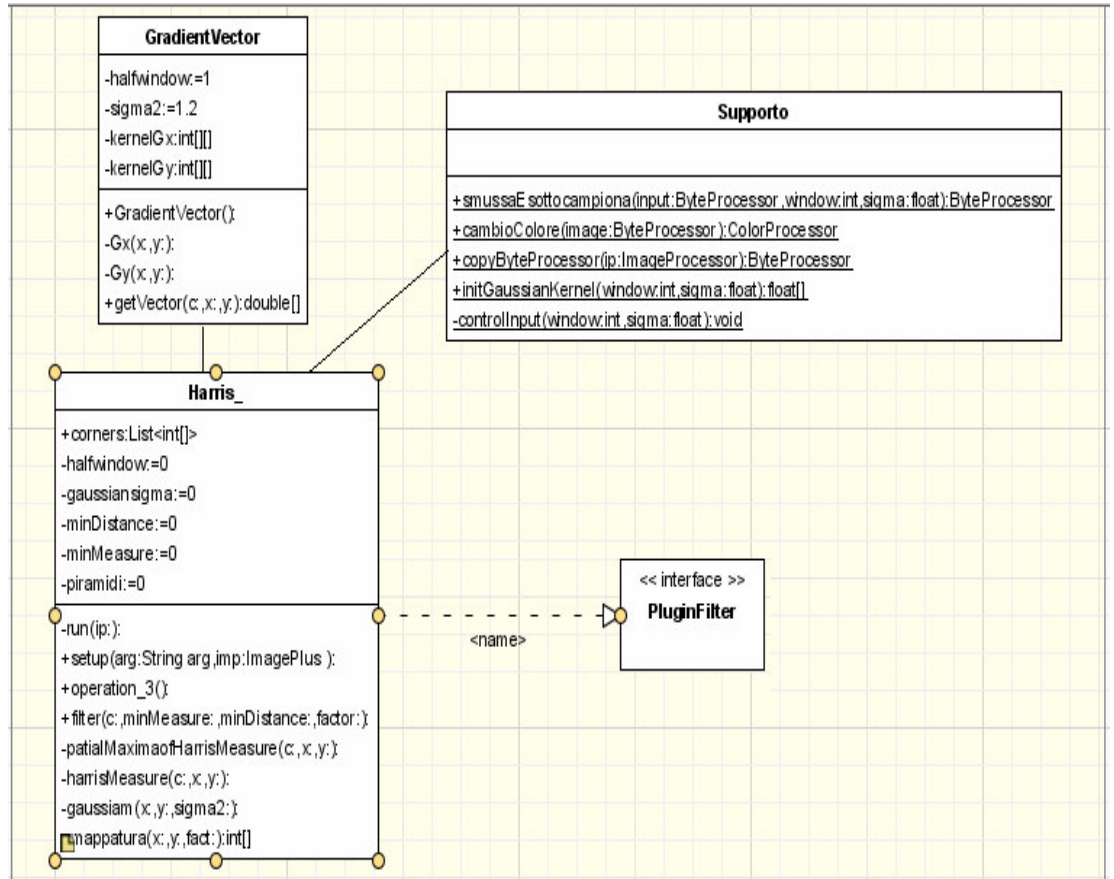 GradientVector
-halfwindow:=1
-sigma2:=1.2
-kernelGx:int[][]
-kernelGy:int[][]
+GradientVector():
-Gx(x:,y:):
-Gy(x:,y:):
+getVector(c:,x:,y:):double[]
Supporto
+smussaEsottocampiona(input:ByteProcessor,window:int,sigma:float):ByteProcessor
+cambioColore(image:ByteProcessor):ColorProcessor
+copyByteProcessor(ip:ImageProcessor):ByteProcessor
+initGaussianKernel(window:int,sigma:float):float[]
-controlInput(window:int,sigma:float):void
Harris_
+corners:List<int[]>
-halfwindow:=0
-gaussiansigma:=0
-minDistance:=0
-minMeasure:=0
-piramidi:=0
-run(ip:):
+setup(arg:String arg,imp:ImagePlus ):
+operation_3():
+filter(c:,minMeasure:,minDistance:,factor:):
-patialMaximaofHarrisMeasure(c:,x:,y:):
-harrisMeasure(c:,x:,y:):
-gaussiam(x:,y:,sigma2:):
mappatura(x:,y:,fact:):int[]
<< interface >>
PluginFilter
<name>